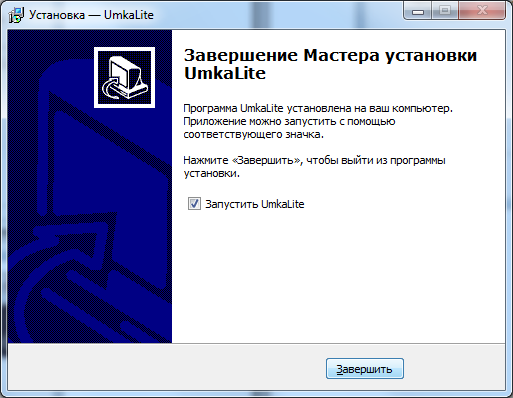 Установка — UmkaLite
Завершение Мастера установки
UmkaLite
Программа UmkaLite установлена на ваш компьютер.
Приложение можно запустить с помощью
соответствующего значка.
Нажмите «Завершить», чтобы выйти из программы
установки.
Запустить UmkaLite
Завершить